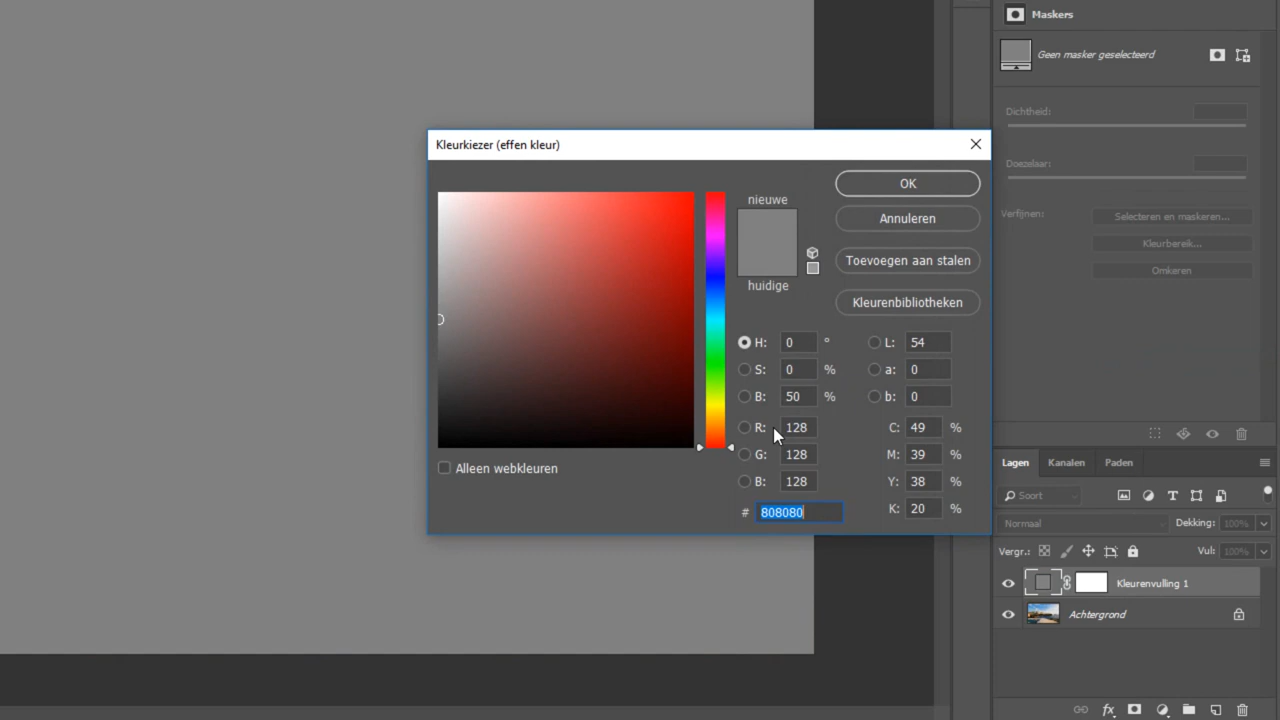 Maskers
Geen masker geselecteerd
Dichtheid:
Doezelaar:
Verfijnen:
Selecteren en maskeren...
Kleurbereik...
Omkeren
Kleurkiezer (effen kleur)
nieuwe
huidige
OK
Annuleren
Toevoegen aan stalen
Kleurenbibliotheken
H: 0 °
S: 0 %
B: 50 %
R: 128
G: 128
B: 128
# 808080
L: 54
a: 0
b: 0
C: 49 %
M: 39 %
Y: 38 %
K: 20 %
Alleen webkleuren
Lagen Kanalen Paden
Soort
Normaal Dekking: 100%
Vergr.: Vul: 100%
Kleurenvulling 1
Achtergrond
fx